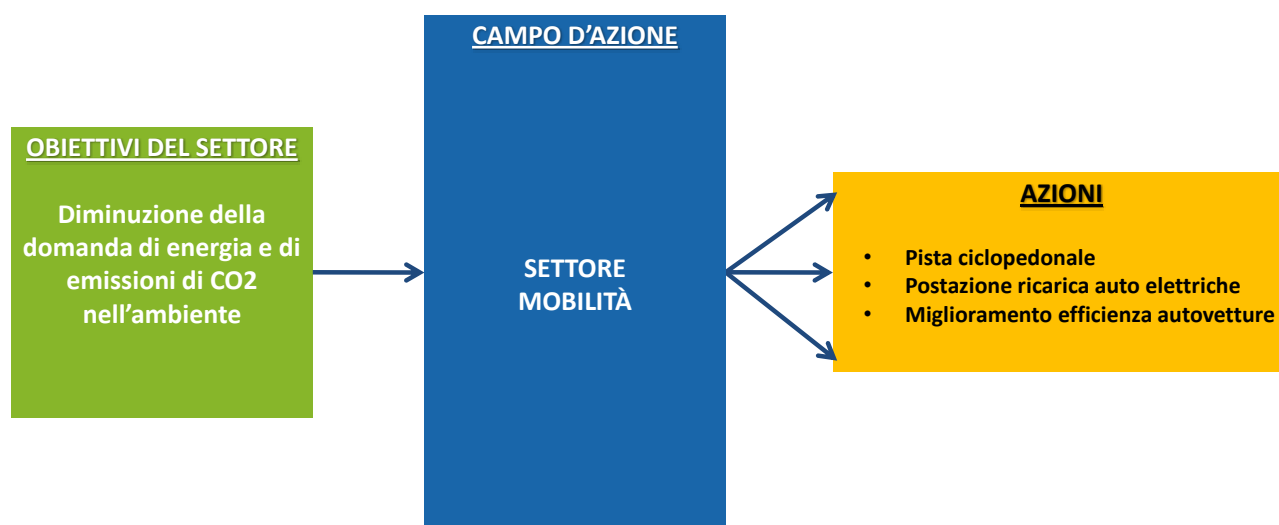 OBIETTIVI DEL SETTORE
Diminuzione della
domanda di energia e di
emissioni di CO2
nell'ambiente
CAMPO D'AZIONE
SETTORE
MOBILITÀ
AZIONI
• Pista ciclopedonale
• Postazione ricarica auto elettriche
• Miglioramento efficienza autovetture